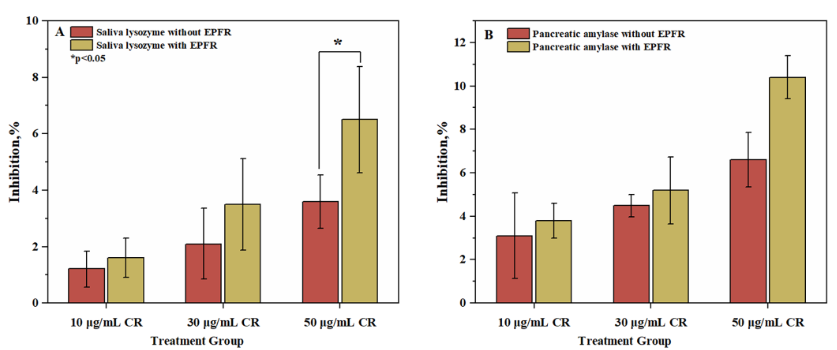 A
Saliva lysozyme without EPFR
Saliva lysozyme with EPFR
*p<0.05
*
Inhibition,%
10
8
6
4
2
0
10 μg/mL CR
30 μg/mL CR
50 μg/mL CR
Treatment Group
B
Pancreatic amylase without EPFR
Pancreatic amylase with EPFR
Inhibition,%
12
10
8
6
4
2
0
10 μg/mL CR
30 μg/mL CR
50 μg/mL CR
Treatment Group